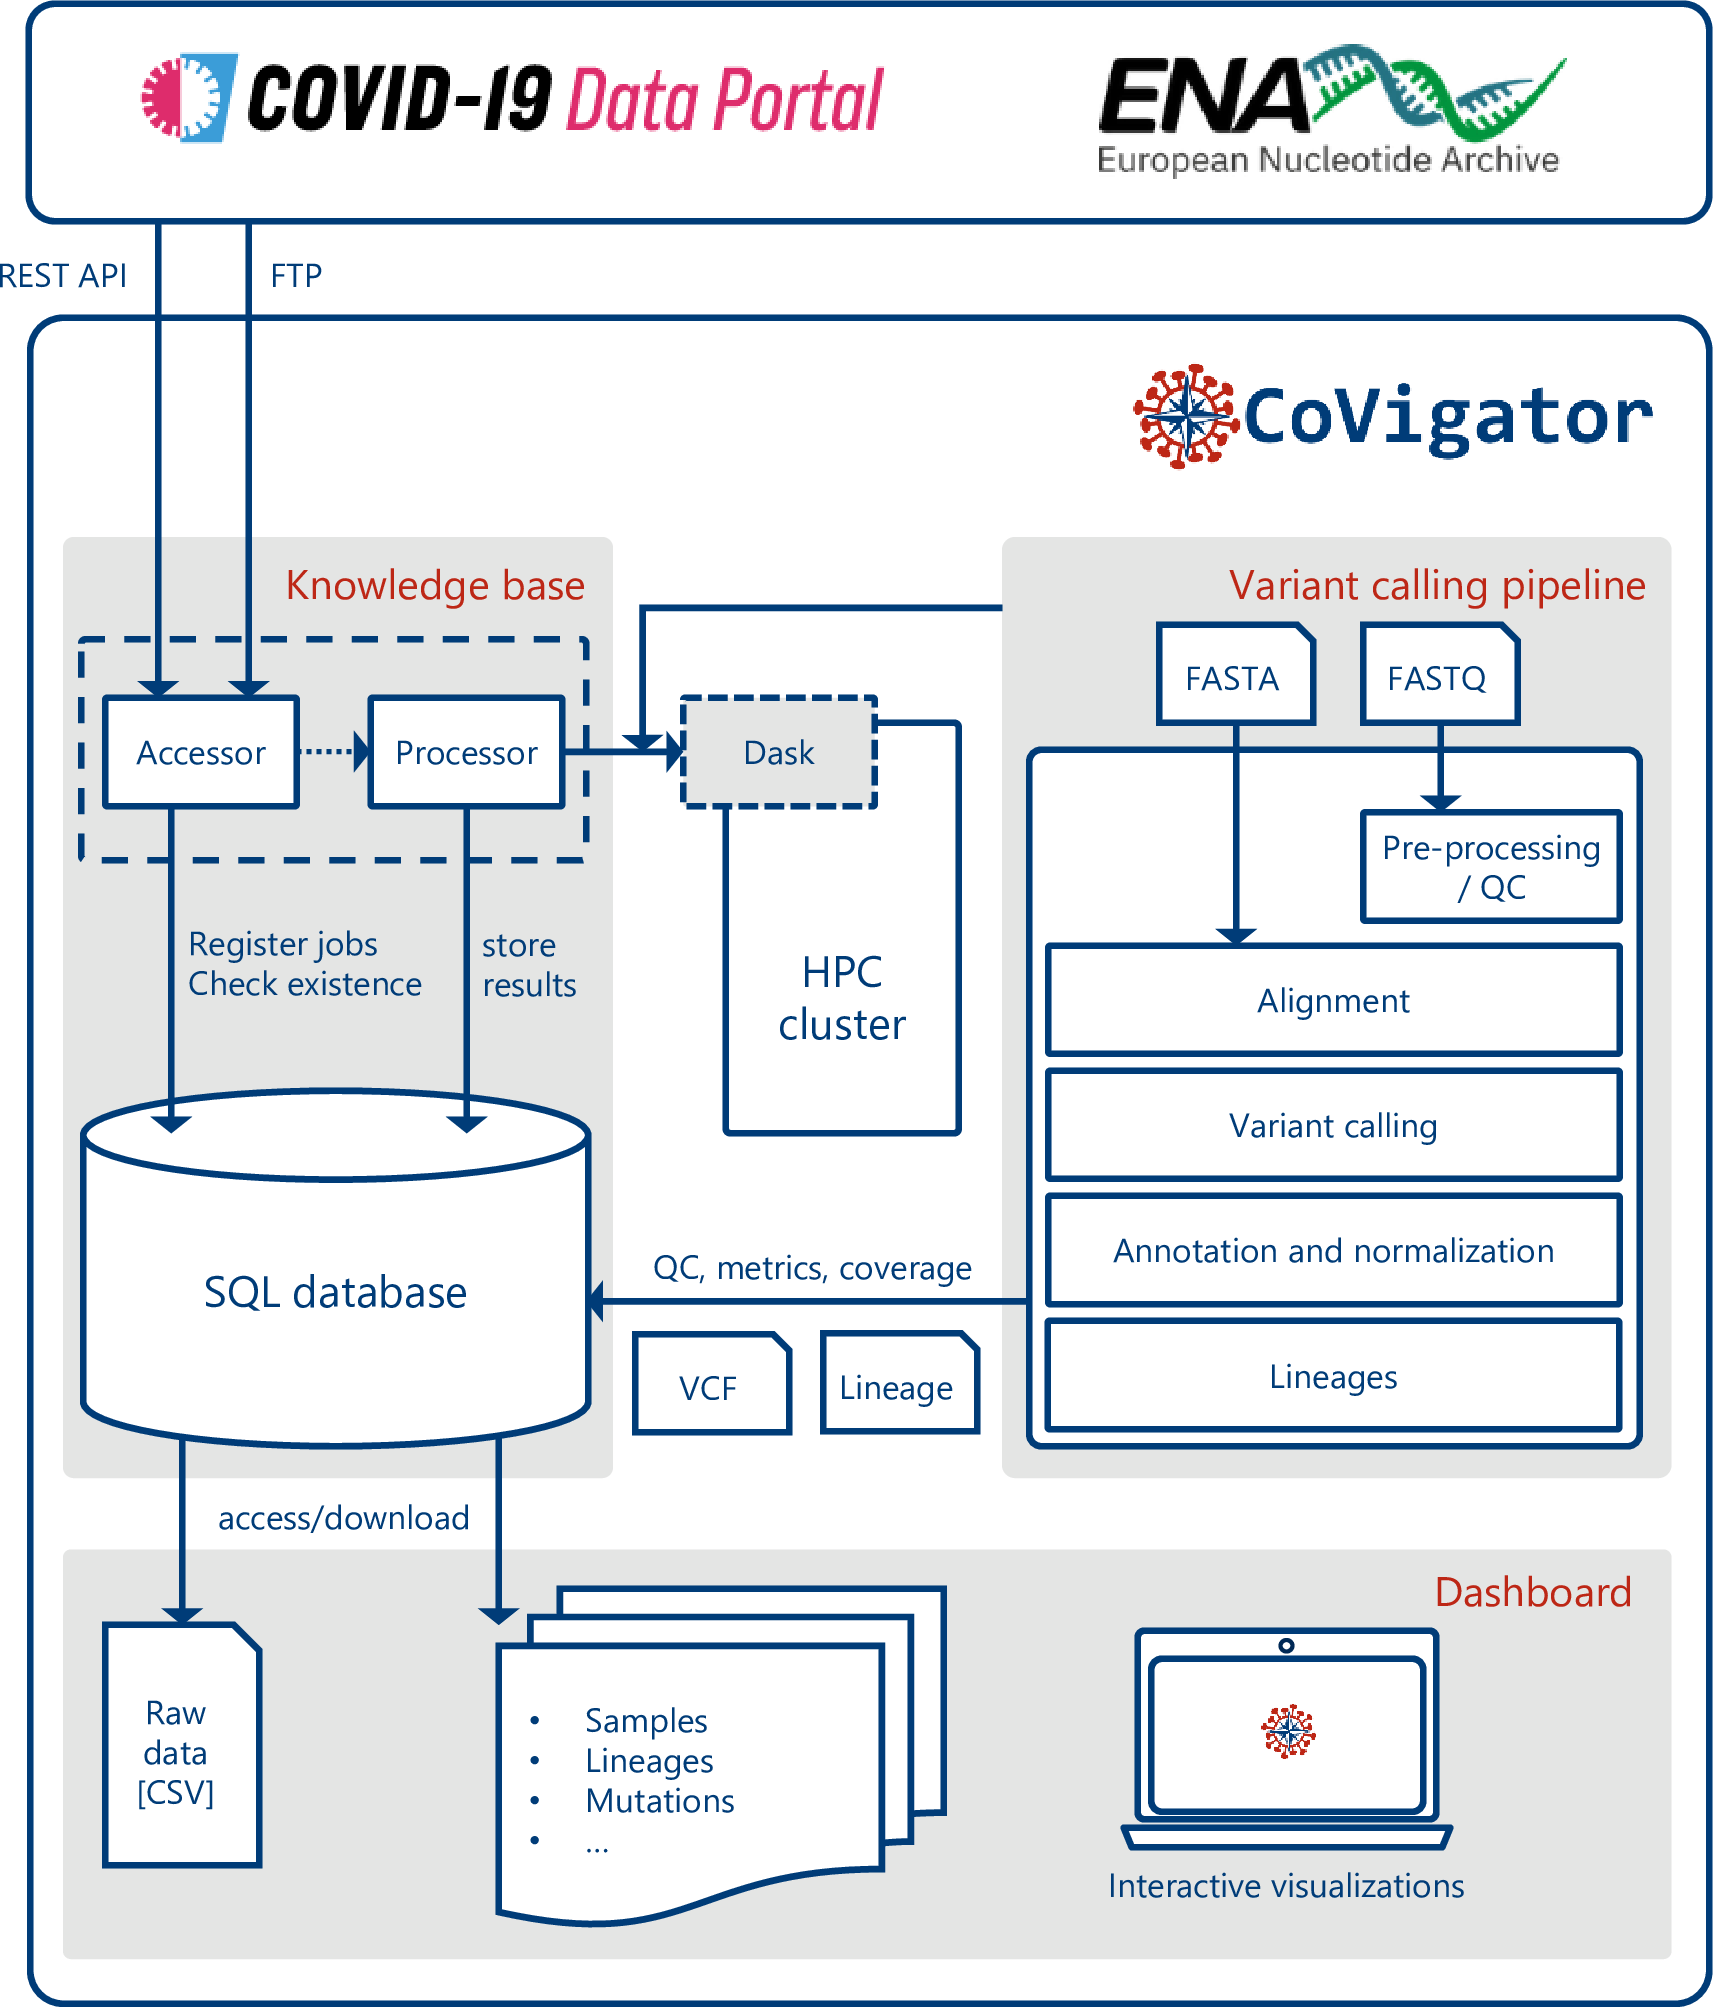 COVID-19 Data Portal
ENA
European Nucleotide Archive
REST API
FTP
CoVigator
Knowledge base
Variant calling pipeline
FASTA
FASTQ
Accessor
Processor
Dask
Pre-processing
/ QC
Register jobs
Check existence
store
results
HPC
cluster
Alignment
Variant calling
Annotation and normalization
Lineages
SQL database
QC, metrics, coverage
VCF
Lineage
access/download
Dashboard
Raw
data
[CSV]
• Samples
• Lineages
• Mutations
• ...
Interactive visualizations